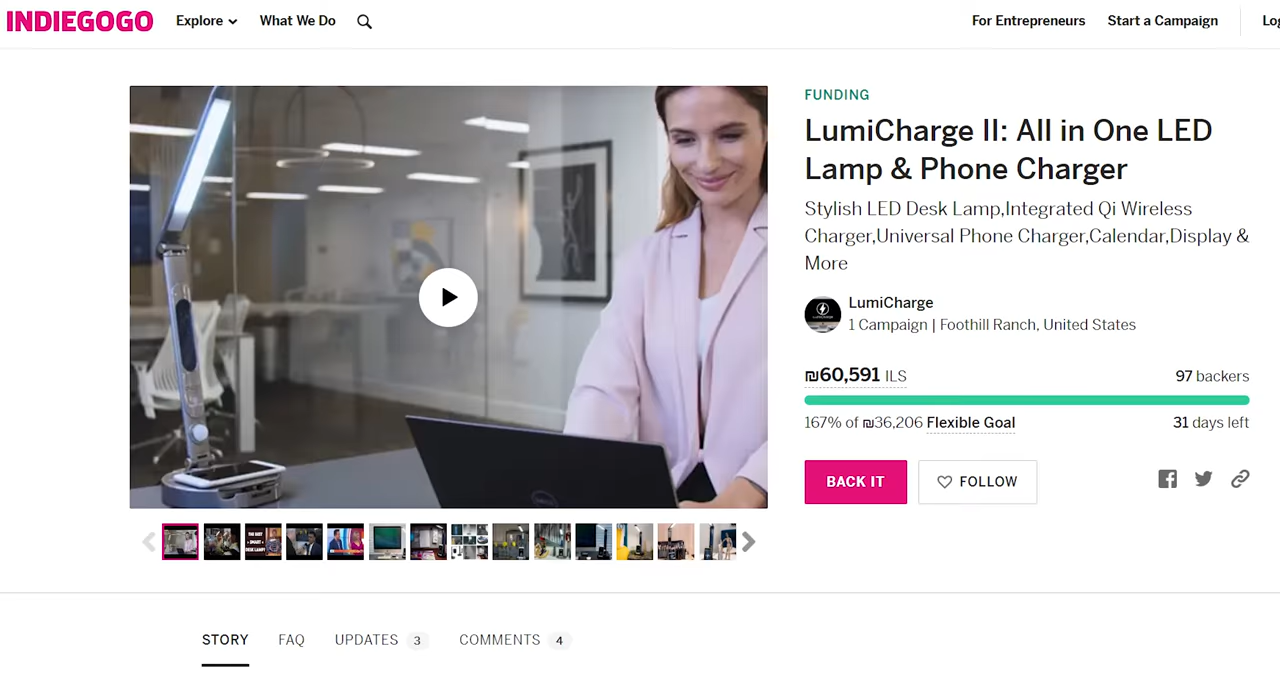 INDIEGOGO Explore What We Do For Entrepreneurs Start a Campaign
FUNDING
LumiCharge II: All in One LED
Lamp & Phone Charger
Stylish LED Desk Lamp,Integrated Qi Wireless
Charger,Universal Phone Charger,Calendar,Display &
More
LumiCharge
1 Campaign | Foothill Ranch, United States
₪60,591 ILS 97 backers
167% of ₪36,206 Flexible Goal 31 days left
BACK IT FOLLOW
STORY FAQ UPDATES 3 COMMENTS 4